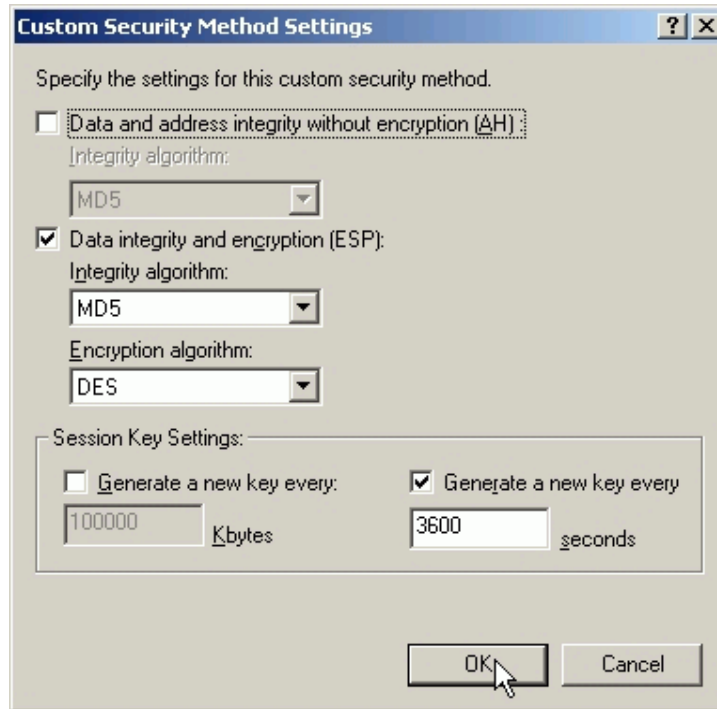 Custom Security Method Settings
Specify the settings for this custom security method.
Data and address integrity without encryption (AH) :
Integrity algorithm:
MD5
Data integrity and encryption (ESP):
Integrity algorithm:
MD5
Encryption algorithm:
DES
Session Key Settings:
Generate a new key every: Generate a new key every
100000 Kbytes 3600 seconds
OK Cancel